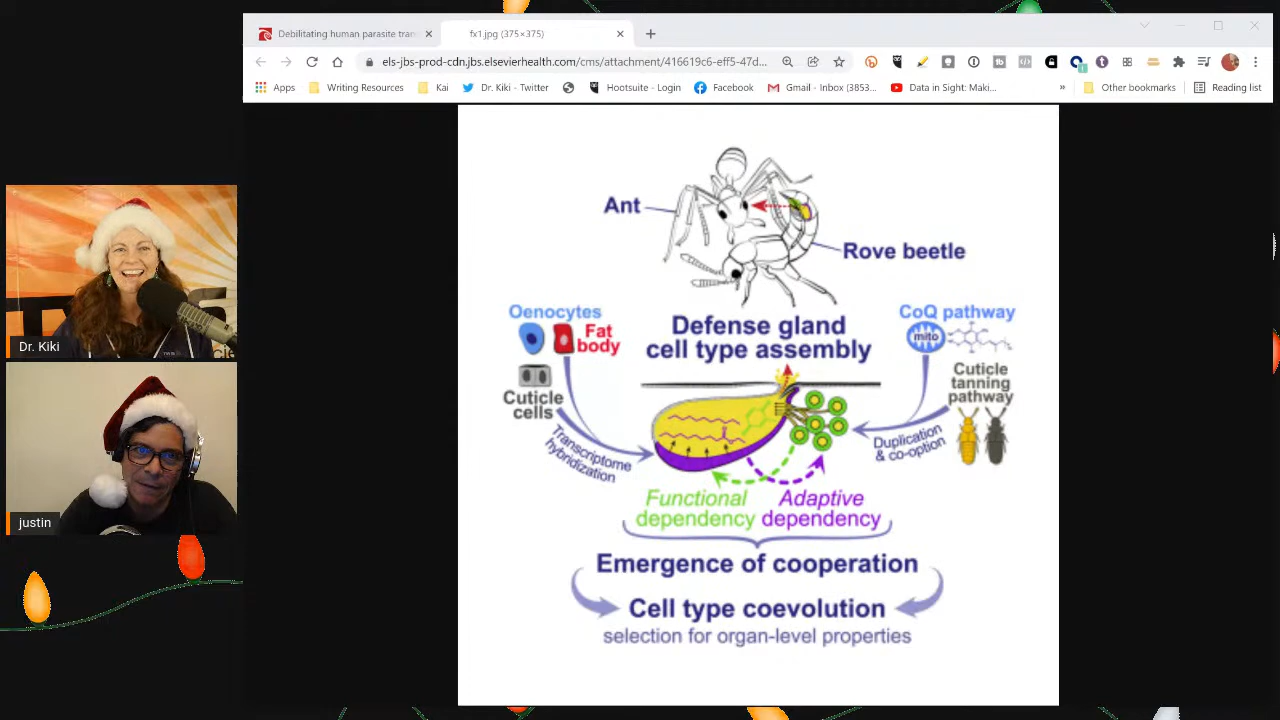 Debilitating human parasite tran
fx1.jpg (375×375)
els-jbs-prod-cdn.jbs.elsevierhealth.com/cms/attachment/416619c6-eff5-47d...
Apps
Writing Resources
Kai
Dr. Kiki - Twitter
Hootsuite - Login
Facebook
Gmail - Inbox (3853...
Data in Sight: Maki...
»
Other bookmarks
Reading list
Ant
Rove beetle
Oenocytes
Fat
body
Cuticle
cells
Transcriptome
hybridization
Defense gland
cell type assembly
CoQ pathway
mito
Cuticle
tanning
pathway
Duplication
& co-option
Functional
dependency
Adaptive
dependency
Emergence of cooperation
Cell type coevolution
selection for organ-level properties
Dr. Kiki
justin